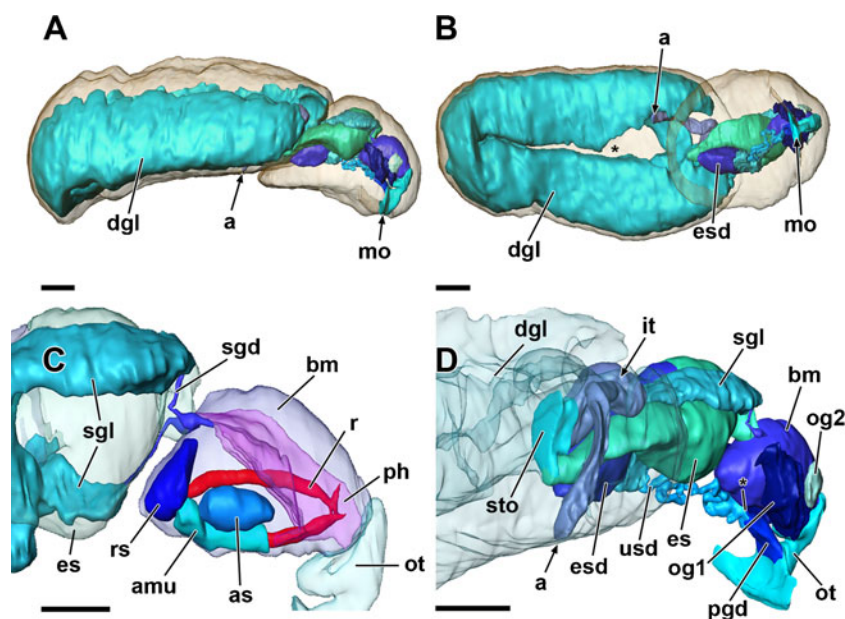 A
B
a
dgl
a
mo
dgl
esd
mo
C
sgd
bm
sgl
r
ph
rs
es
amu
as
ot
D
dgl
it
sgl
bm
og2
sto
*
esd
usd
es
a
og1
ot
pgd
*